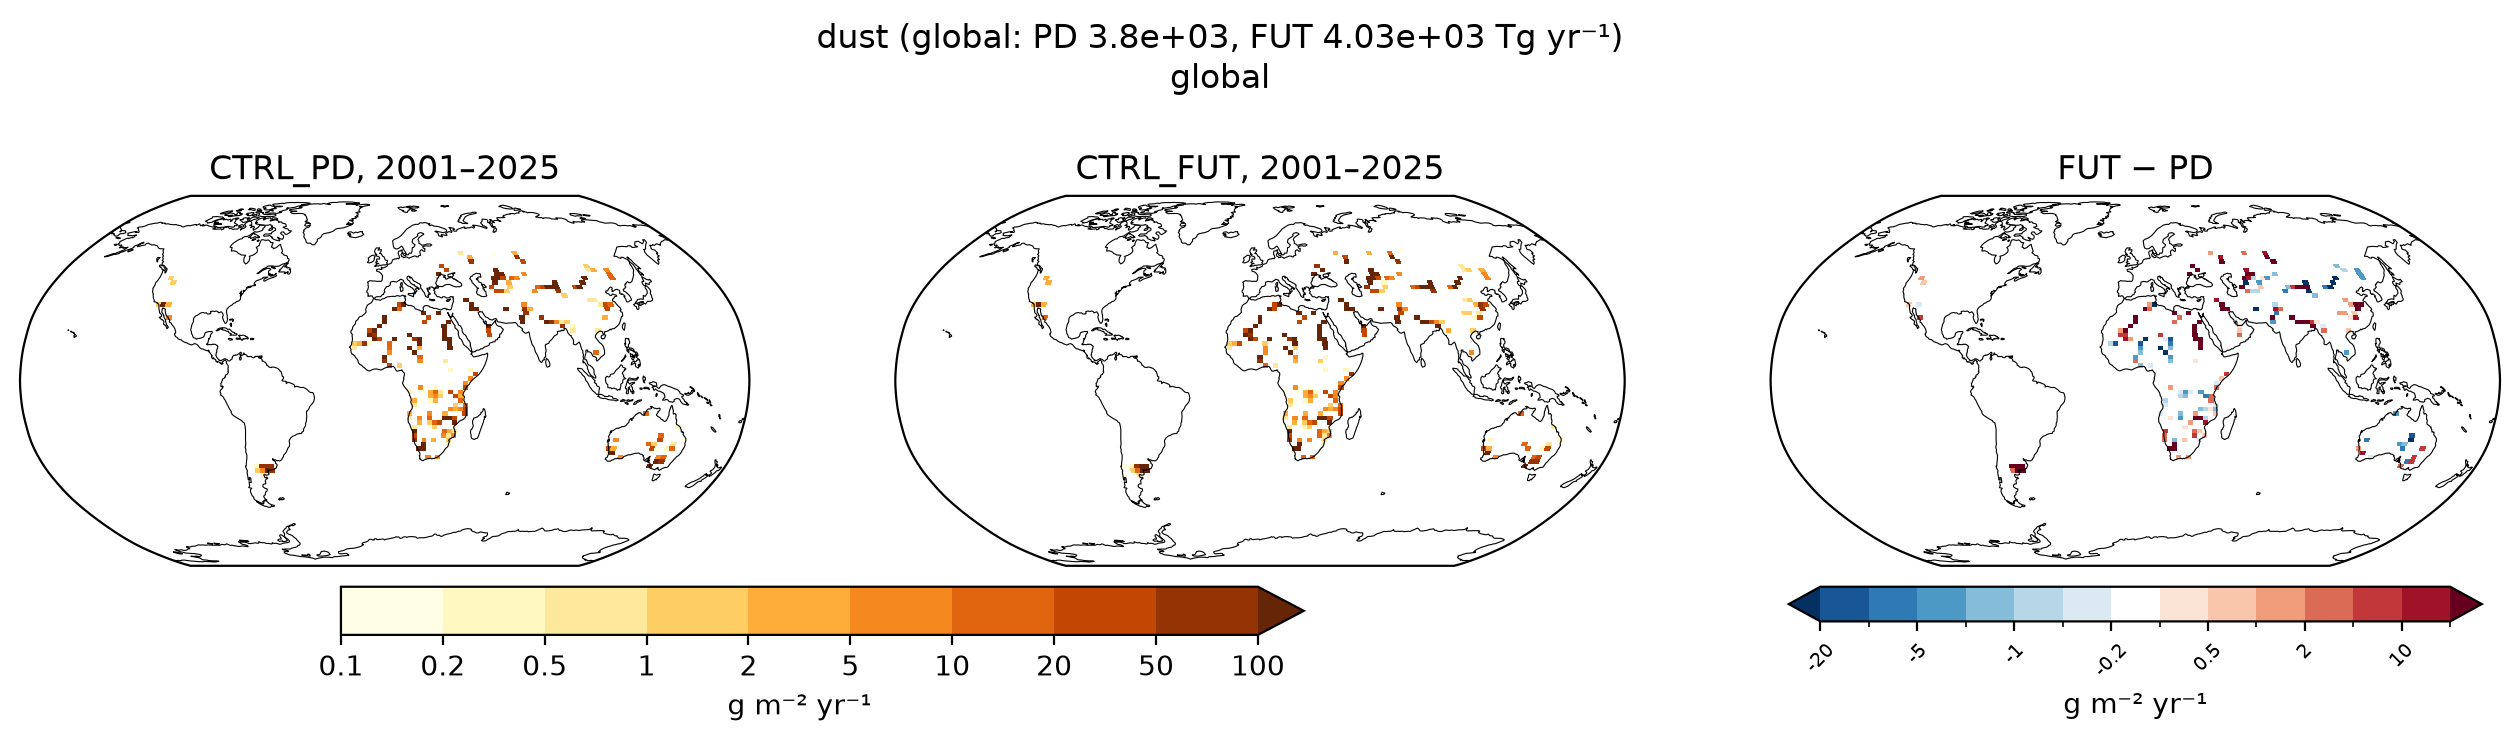 dust (global: PD 3.8e+03, FUT 4.03e+03 Tg yr⁻¹)
global
CTRL_PD, 2001–2025
CTRL_FUT, 2001–2025
FUT − PD
0.1 0.2 0.5 1 2 5 10 20 50 100
g m⁻² yr⁻¹
-20 -5 -1 -0.2 0.5 2 10
g m⁻² yr⁻¹